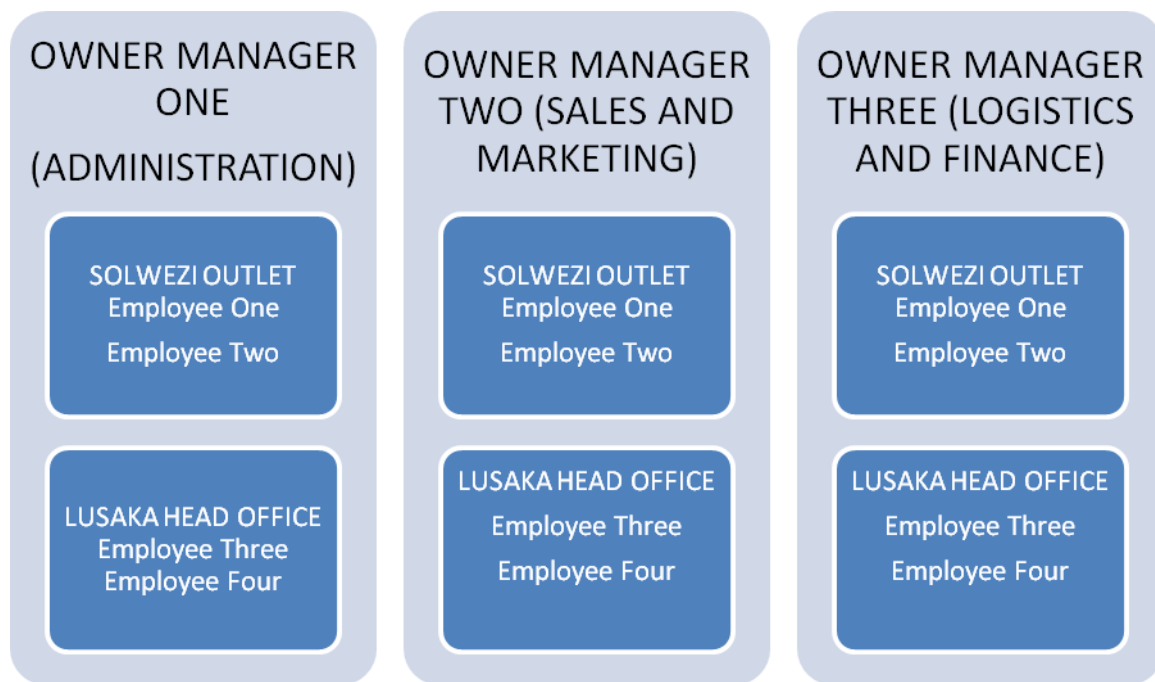 OWNER MANAGER
ONE
(ADMINISTRATION)
SOLWEZI OUTLET
Employee One
Employee Two
LUSAKA HEAD OFFICE
Employee Three
Employee Four
OWNER MANAGER
TWO (SALES AND
MARKETING)
SOLWEZI OUTLET
Employee One
Employee Two
LUSAKA HEAD OFFICE
Employee Three
Employee Four
OWNER MANAGER
THREE (LOGISTICS
AND FINANCE)
SOLWEZI OUTLET
Employee One
Employee Two
LUSAKA HEAD OFFICE
Employee Three
Employee Four